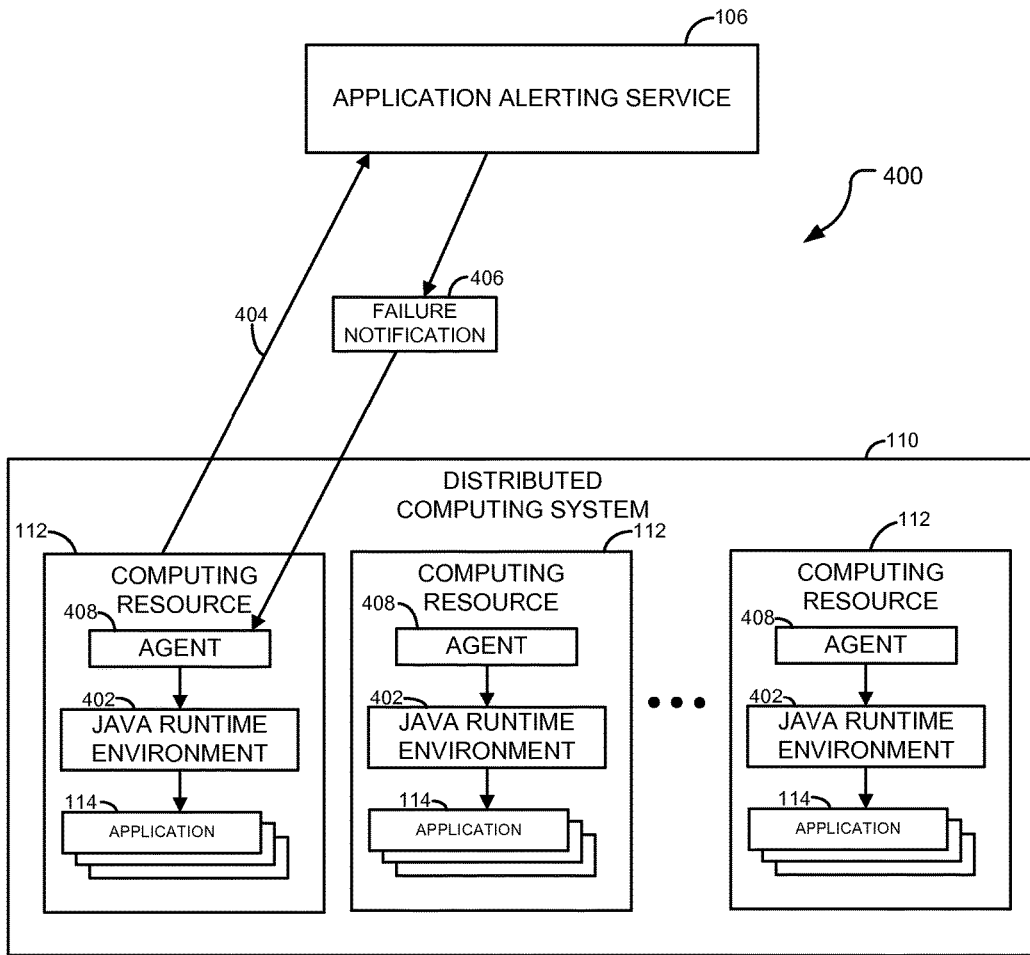 106
APPLICATION ALERTING SERVICE
400
406
FAILURE
NOTIFICATION
404
110
DISTRIBUTED
COMPUTING SYSTEM
112
COMPUTING
RESOURCE
408
AGENT
402
JAVA RUNTIME
ENVIRONMENT
114
APPLICATION
112
COMPUTING
RESOURCE
408
AGENT
402
JAVA RUNTIME
ENVIRONMENT
114
APPLICATION
112
COMPUTING
RESOURCE
408
AGENT
402
JAVA RUNTIME
ENVIRONMENT
114
APPLICATION